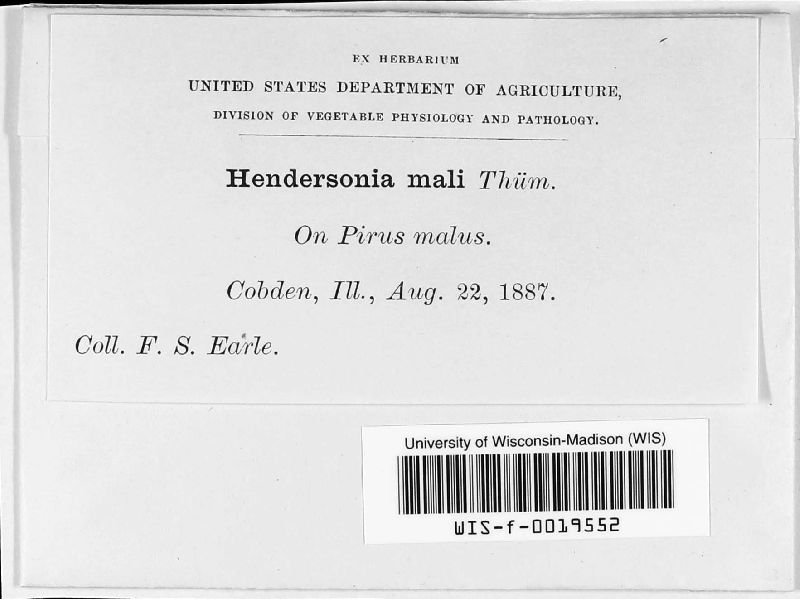 EX HERBARIUM
UNITED STATES DEPARTMENT OF AGRICULTURE,
DIVISION OF VEGETABLE PHYSIOLOGY AND PATHOLOGY.
Hendersonia mali Thüm.
On Pirus malus.
Cobden, Ill., Aug. 22, 1887.
Coll. F. S. Earle.
University of Wisconsin-Madison (WIS)
WIS-f-0019552